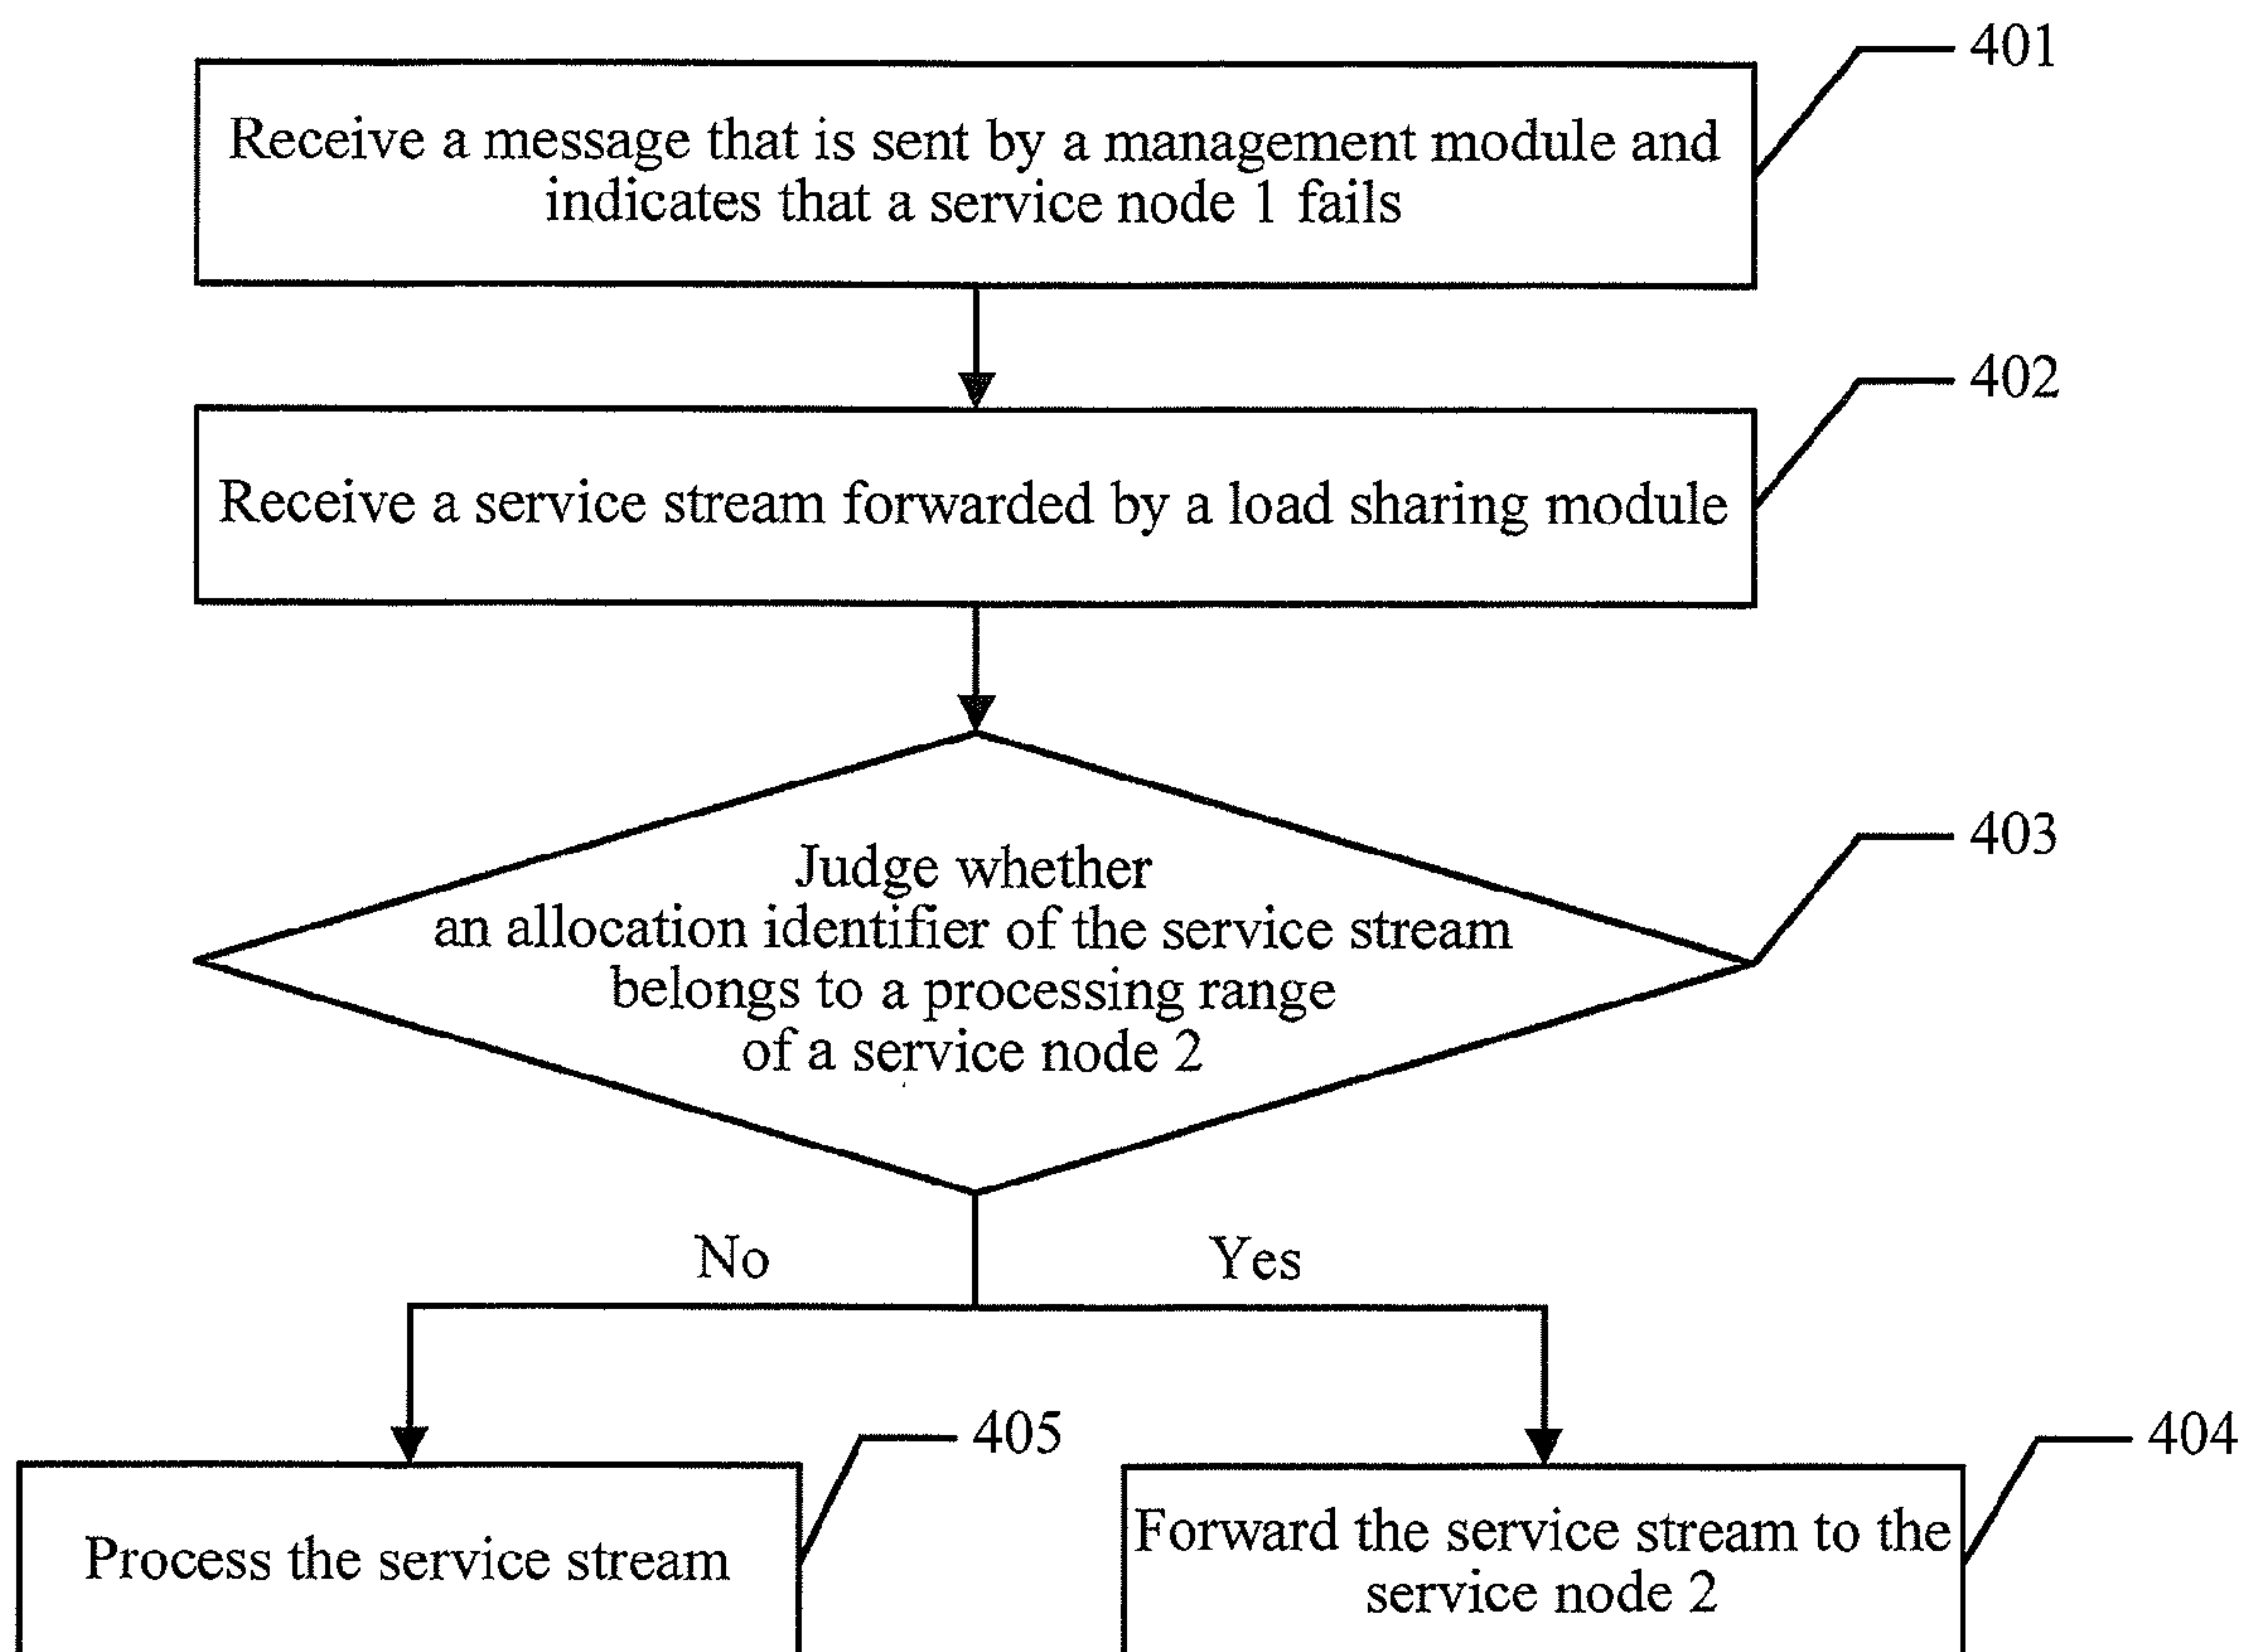 401
Receive a message that is sent by a management module and
indicates that a service node 1 fails
402
Receive a service stream forwarded by a load sharing module
403
Judge whether
an allocation identifier of the service stream
belongs to a processing range
of a service node 2
No
Yes
405
404
Process the service stream
Forward the service stream to the
service node 2